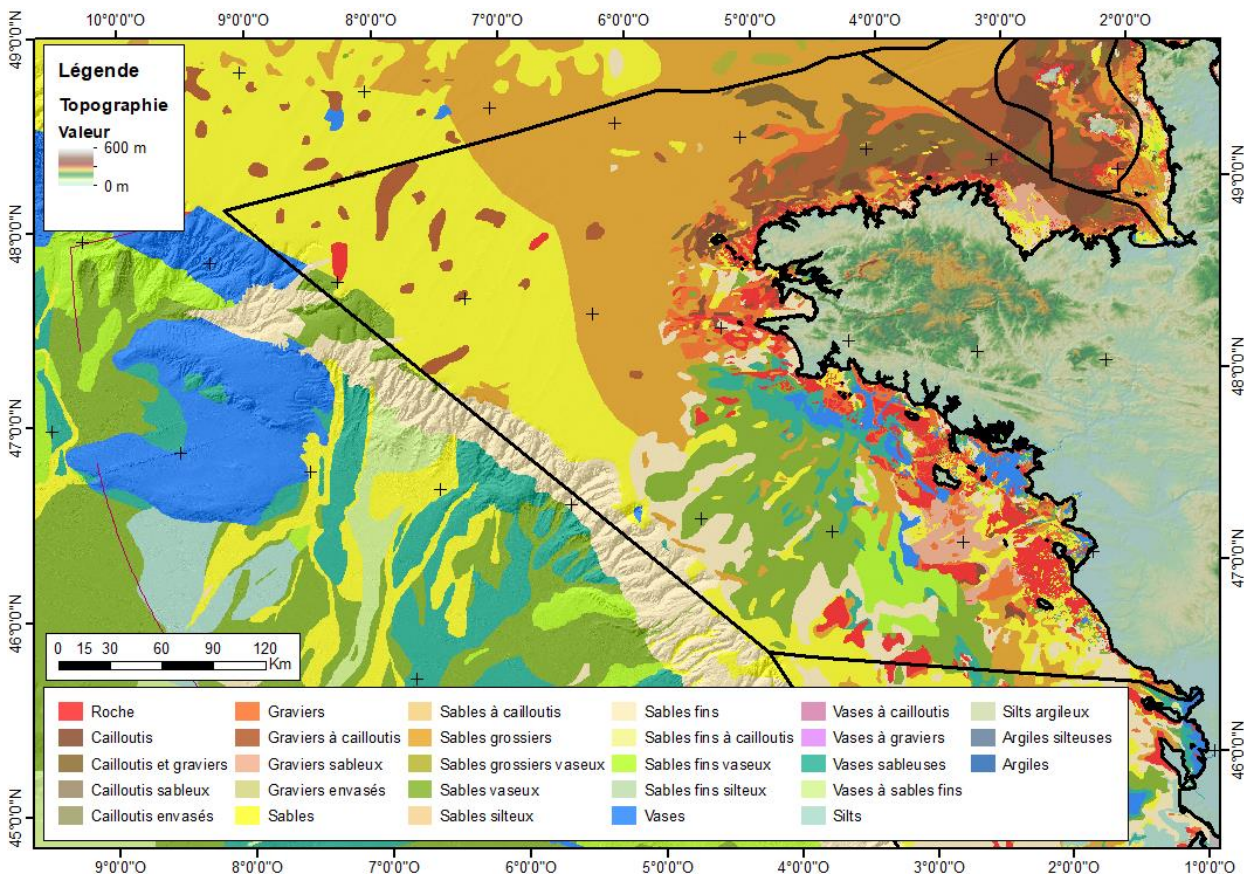 10°0'0"O 9°0'0"O 8°0'0"O 7°0'0"O 6°0'0"O 5°0'0"O 4°0'0"O 3°0'0"O 2°0'0"O
49°0'0"N
48°0'0"N
47°0'0"N
46°0'0"N
45°0'0"N
Légende
Topographie
Valeur
600 m
0 m
49°0'0"N
48°0'0"N
47°0'0"N
46°0'0"N
0 15 30 60 90 120
Km
Roche
Cailloutis
Cailloutis et graviers
Cailloutis sableux
Cailloutis envasés
Graviers
Graviers à cailloutis
Graviers sableux
Graviers envasés
Sables
Sables à cailloutis
Sables grossiers
Sables grossiers vaseux
Sables vaseux
Sables silteux
Sables fins
Sables fins à cailloutis
Sables fins vaseux
Sables fins silteux
Vases
Vases à cailloutis
Vases à graviers
Vases sableuses
Vases à sables fins
Silts
Silts argileux
Argiles silteuses
Argiles
9°0'0"O 8°0'0"O 7°0'0"O 6°0'0"O 5°0'0"O 4°0'0"O 3°0'0"O 2°0'0"O 1°0'0"O